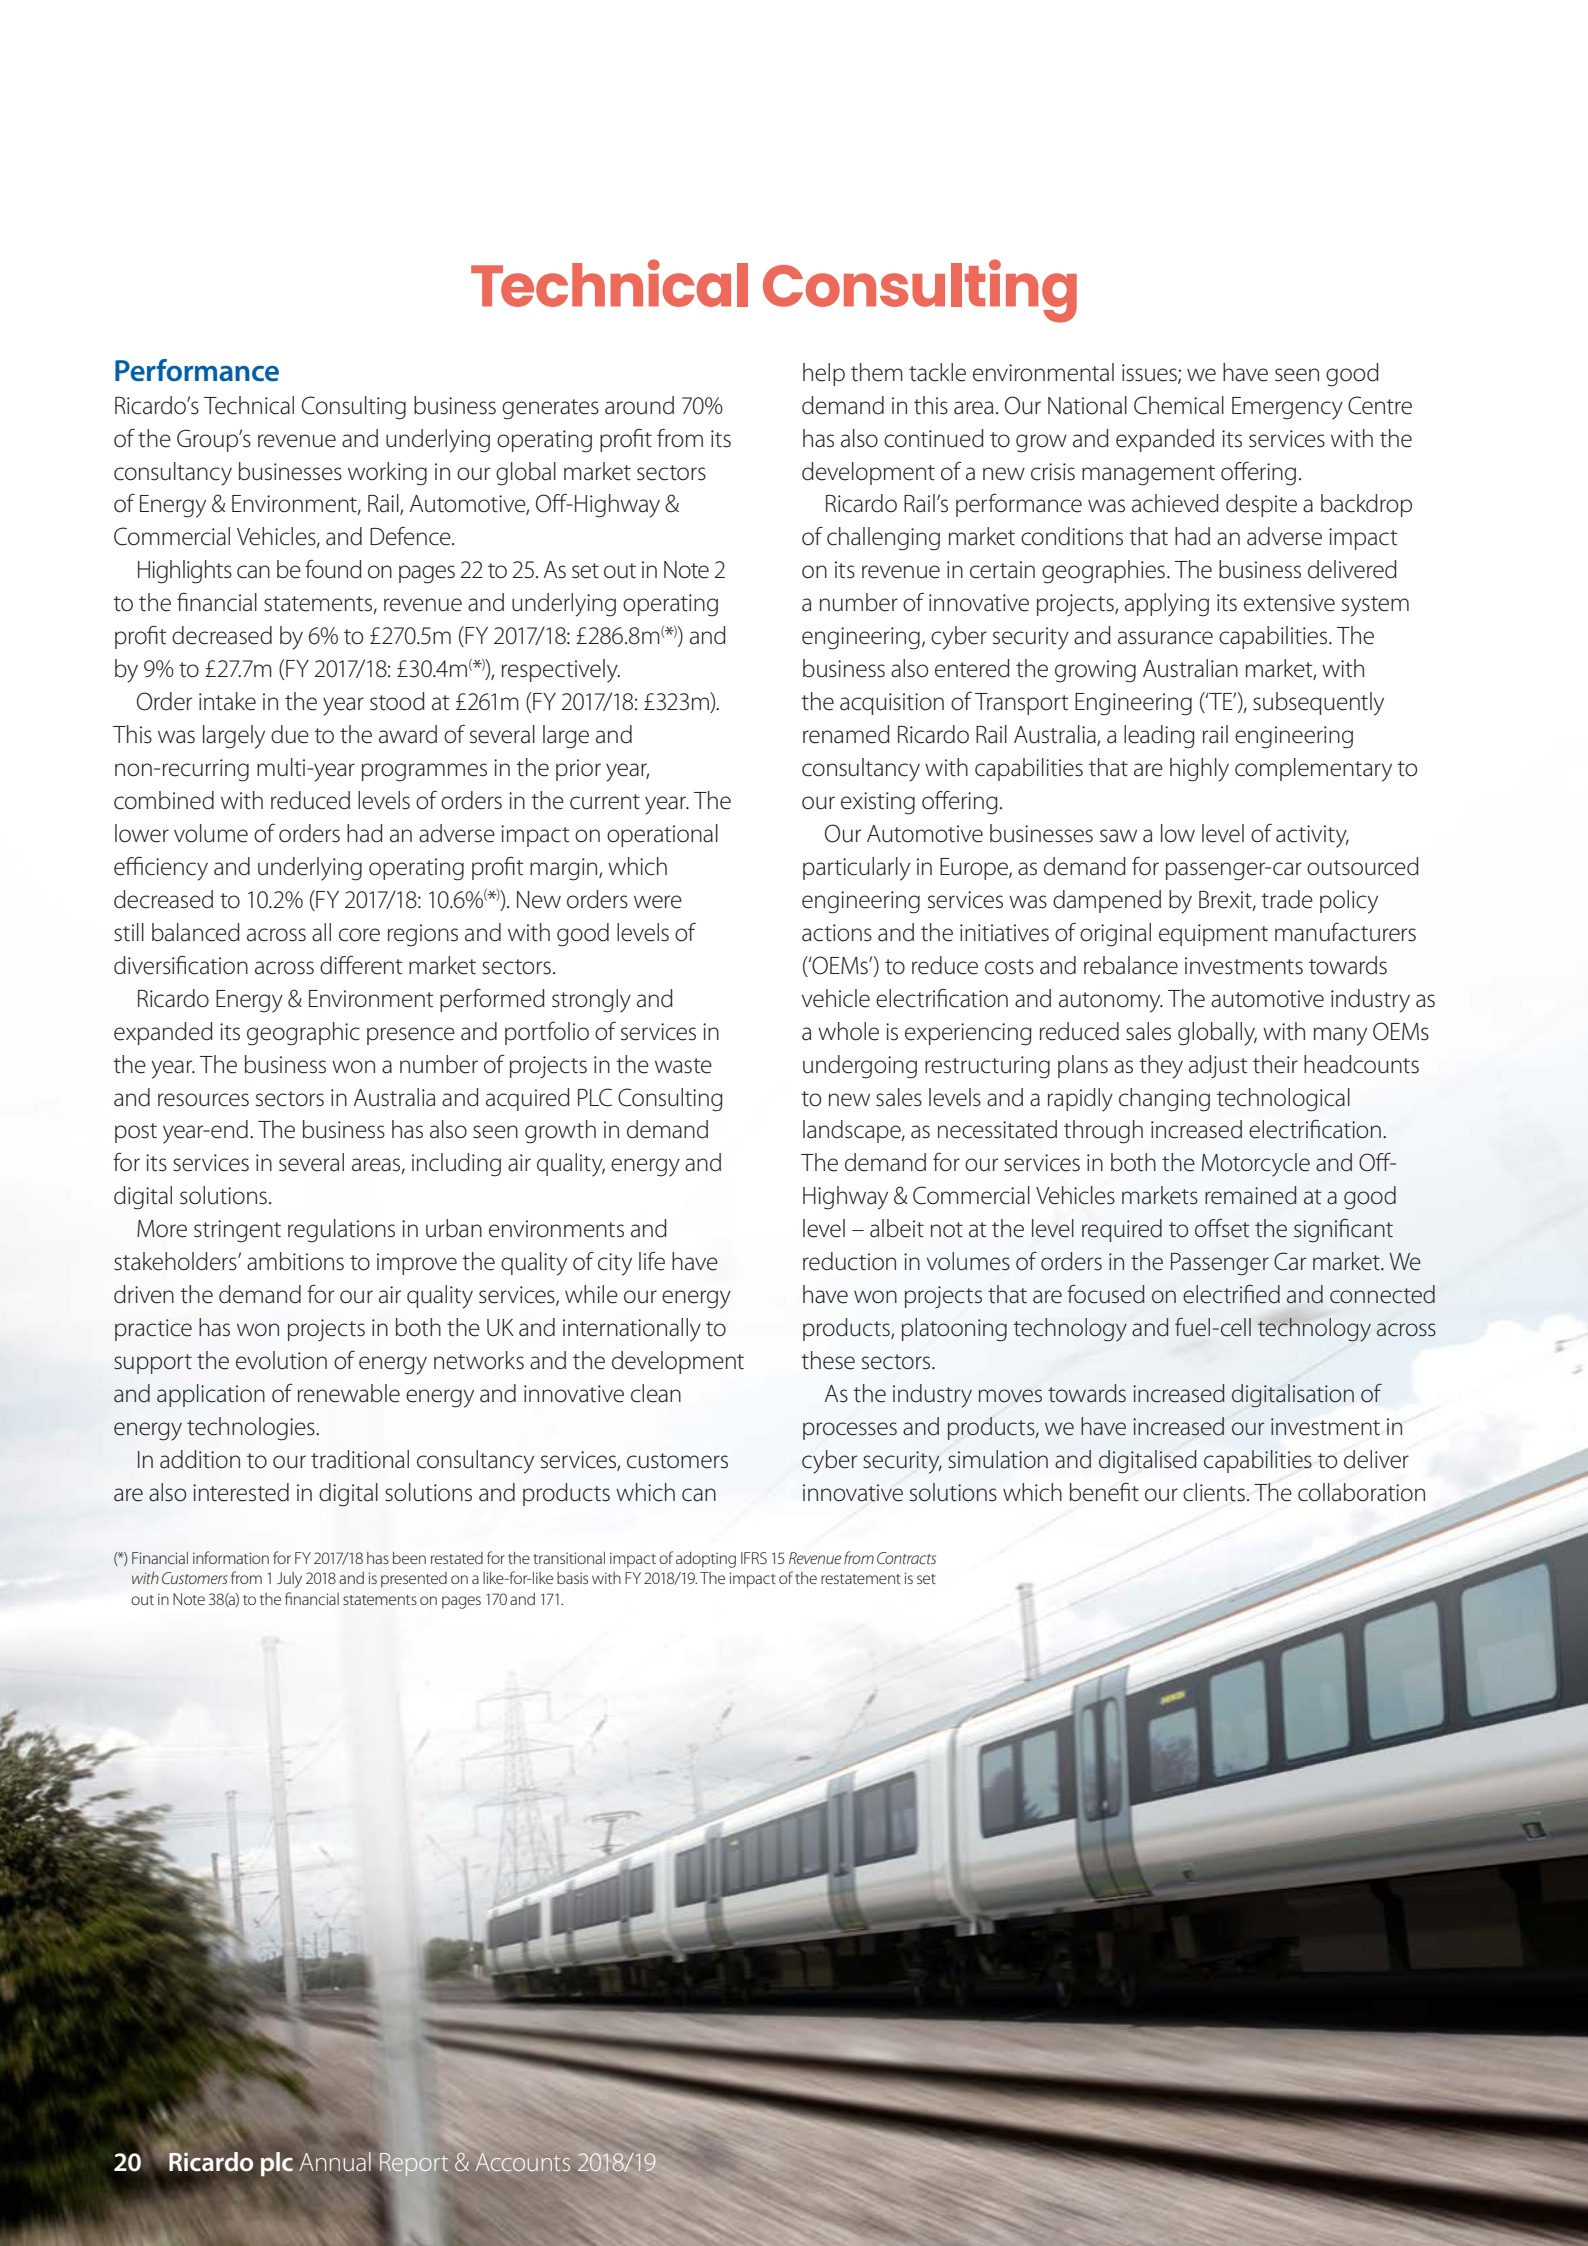 Technical Consulting
Performance
Ricardo’s Technical Consulting business generates around 70%
of the Group’s revenue and underlying operating profit from its
consultancy businesses working in our global market sectors
of Energy & Environment, Rail, Automotive, Off-Highway &
Commercial Vehicles, and Defence.
Highlights can be found on pages 22 to 25. As set out in Note 2
to the financial statements, revenue and underlying operating
profit decreased by 6% to £270.5m (FY 2017/18: £286.8m(*)) and
by 9% to £27.7m (FY 2017/18: £30.4m(*)), respectively.
Order intake in the year stood at £261m (FY 2017/18: £323m).
This was largely due to the award of several large and
non-recurring multi-year programmes in the prior year,
combined with reduced levels of orders in the current year. The
lower volume of orders had an adverse impact on operational
efficiency and underlying operating profit margin, which
decreased to 10.2% (FY 2017/18: 10.6%(*)). New orders were
still balanced across all core regions and with good levels of
diversification across different market sectors.
Ricardo Energy & Environment performed strongly and
expanded its geographic presence and portfolio of services in
the year. The business won a number of projects in the waste
and resources sectors in Australia and acquired PLC Consulting
post year-end. The business has also seen growth in demand
for its services in several areas, including air quality, energy and
digital solutions.
More stringent regulations in urban environments and
stakeholders’ ambitions to improve the quality of city life have
driven the demand for our air quality services, while our energy
practice has won projects in both the UK and internationally to
support the evolution of energy networks and the development
and application of renewable energy and innovative clean
energy technologies.
In addition to our traditional consultancy services, customers
are also interested in digital solutions and products which can
help them tackle environmental issues; we have seen good
demand in this area. Our National Chemical Emergency Centre
has also continued to grow and expanded its services with the
development of a new crisis management offering.
Ricardo Rail’s performance was achieved despite a backdrop
of challenging market conditions that had an adverse impact
on its revenue in certain geographies. The business delivered
a number of innovative projects, applying its extensive system
engineering, cyber security and assurance capabilities. The
business also entered the growing Australian market, with
the acquisition of Transport Engineering (‘TE’), subsequently
renamed Ricardo Rail Australia, a leading rail engineering
consultancy with capabilities that are highly complementary to
our existing offering.
Our Automotive businesses saw a low level of activity,
particularly in Europe, as demand for passenger-car outsourced
engineering services was dampened by Brexit, trade policy
actions and the initiatives of original equipment manufacturers
(‘OEMs’) to reduce costs and rebalance investments towards
vehicle electrification and autonomy. The automotive industry as
a whole is experiencing reduced sales globally, with many OEMs
undergoing restructuring plans as they adjust their headcounts
to new sales levels and a rapidly changing technological
landscape, as necessitated through increased electrification.
The demand for our services in both the Motorcycle and Off-
Highway & Commercial Vehicles markets remained at a good
level – albeit not at the level required to offset the significant
reduction in volumes of orders in the Passenger Car market. We
have won projects that are focused on electrified and connected
products, platooning technology and fuel-cell technology across
these sectors.
As the industry moves towards increased digitalisation of
processes and products, we have increased our investment in
cyber security, simulation and digitalised capabilities to deliver
innovative solutions which benefit our clients. The collaboration
(*) Financial information for FY 2017/18 has been restated for the transitional impact of adopting IFRS 15 Revenue from Contracts
with Customers from 1 July 2018 and is presented on a like-for-like basis with FY 2018/19. The impact of the restatement is set
out in Note 38(a) to the financial statements on pages 170 and 171.
20 Ricardo plc Annual Report & Accounts 2018/19